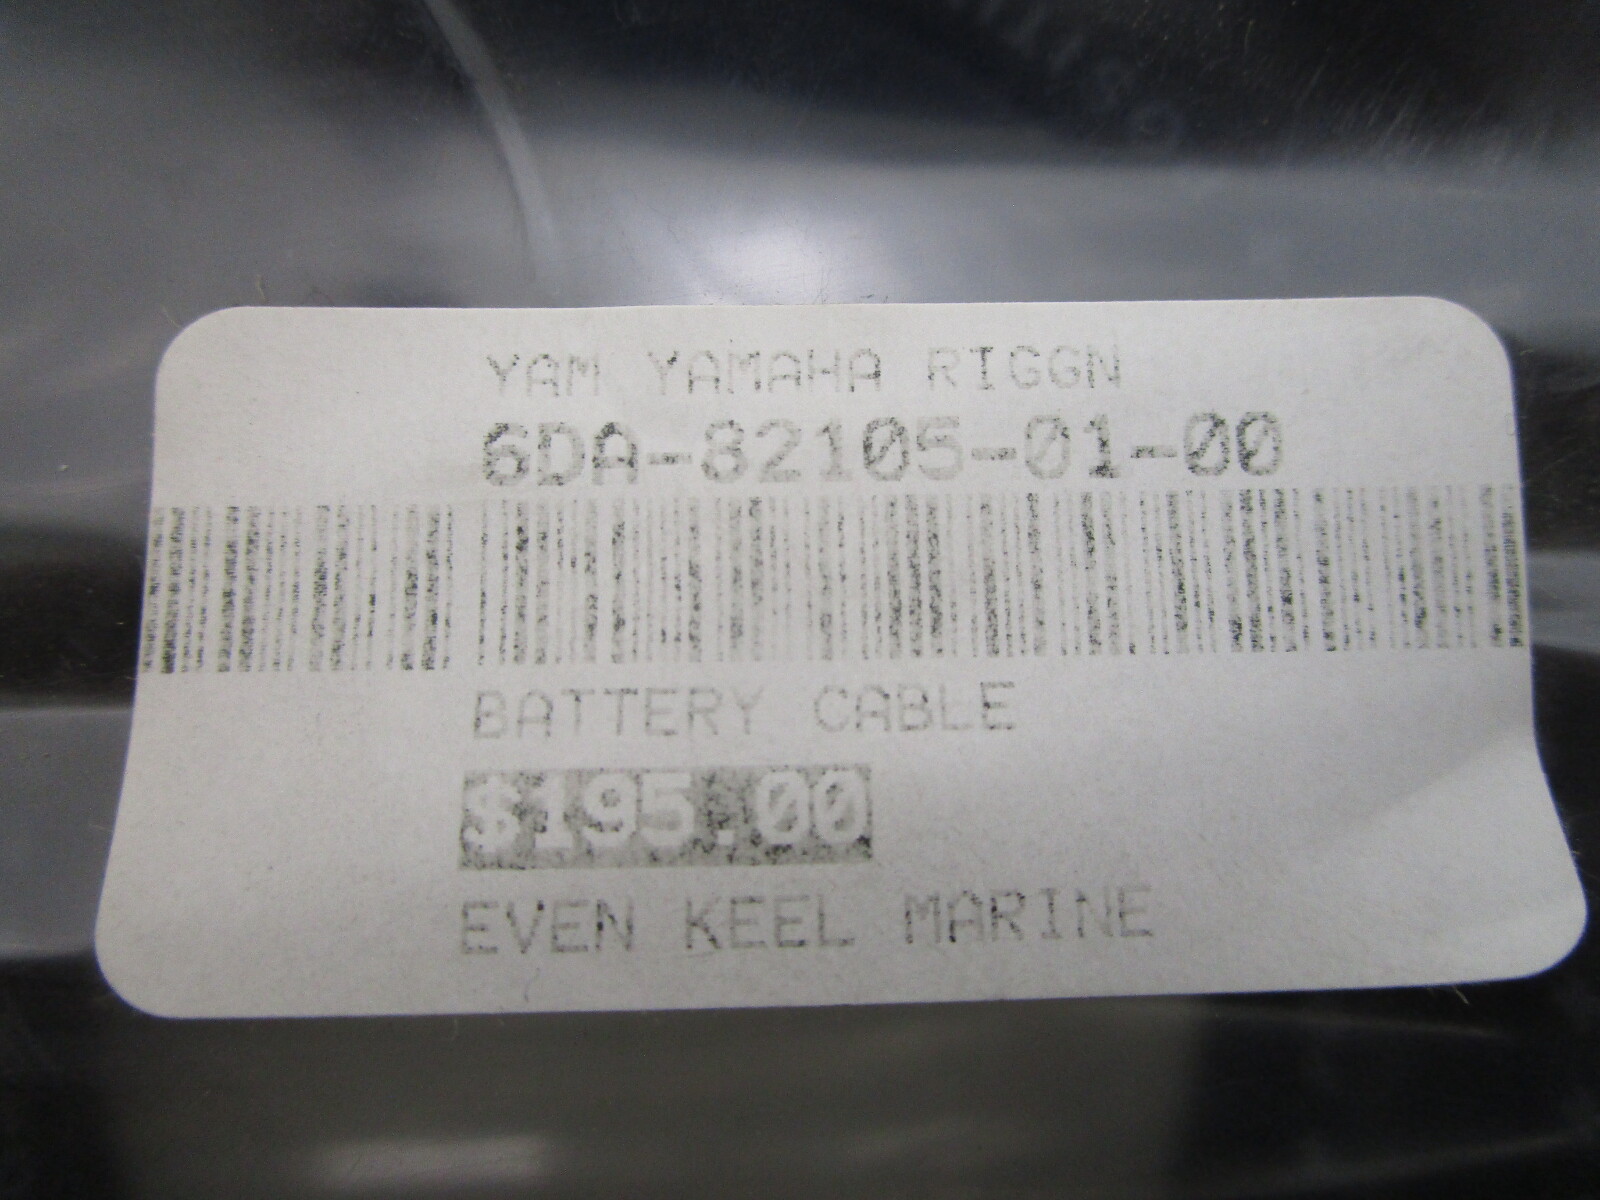 YAM YAMAHA RIGGN
6DA-82105-01-00
BATTERY CABLE
$195.00
EVEN KEEL MARINE